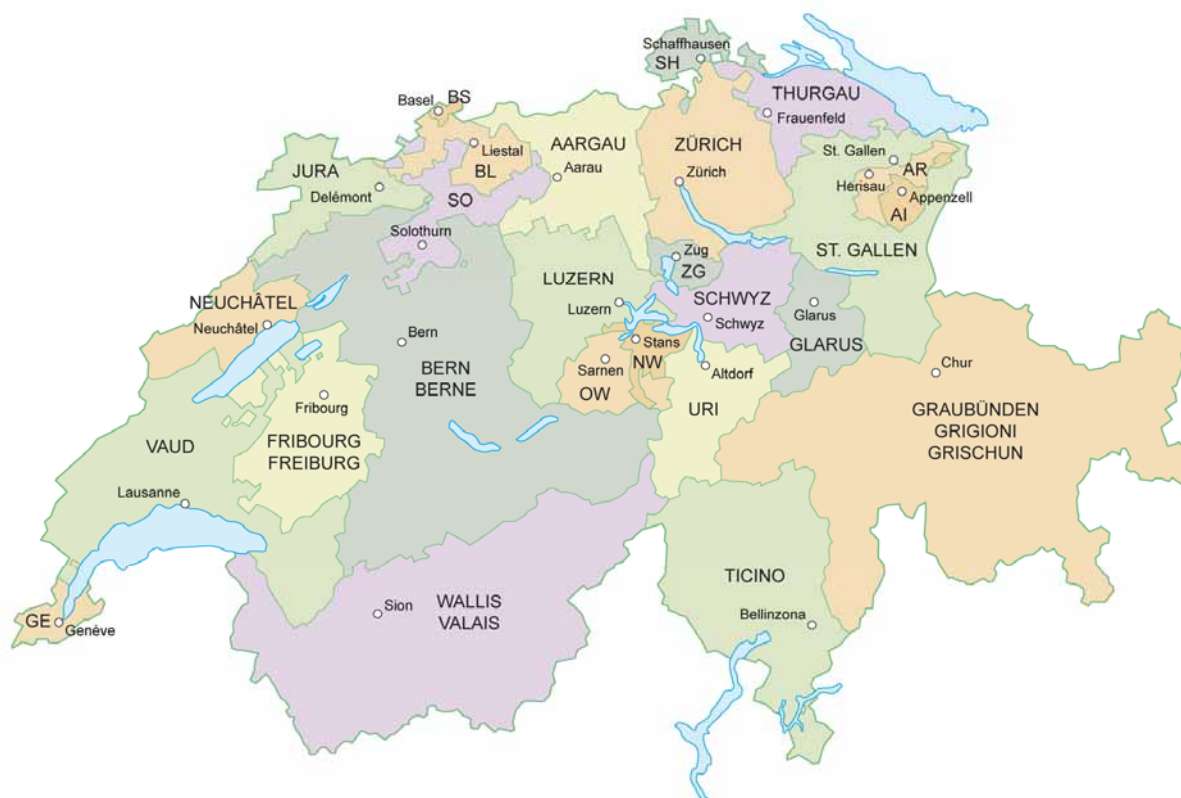 Schaffhausen
SH
THURGAU
Frauenfeld
BS
Basel
AARGAU
Aarau
ZÜRICH
Zürich
Liestal
BL
St. Gallen
AR
Herisau
Appenzell
AI
JURA
Delémont
SO
Solothurn
ST. GALLEN
Zug
ZG
LUZERN
Luzern
SCHWYZ
Schwyz
Glarus
GLARUS
NEUCHÂTEL
Neuchâtel
Bern
BERN
BERNE
Stans
NW
Sarnen
OW
Altdorf
URI
Chur
GRAUBÜNDEN
GRIGIONI
GRISCHUN
Fribourg
FRIBOURG
FREIBURG
VAUD
Lausanne
TICINO
Bellinzona
Sion
WALLIS
VALAIS
GE
Genève